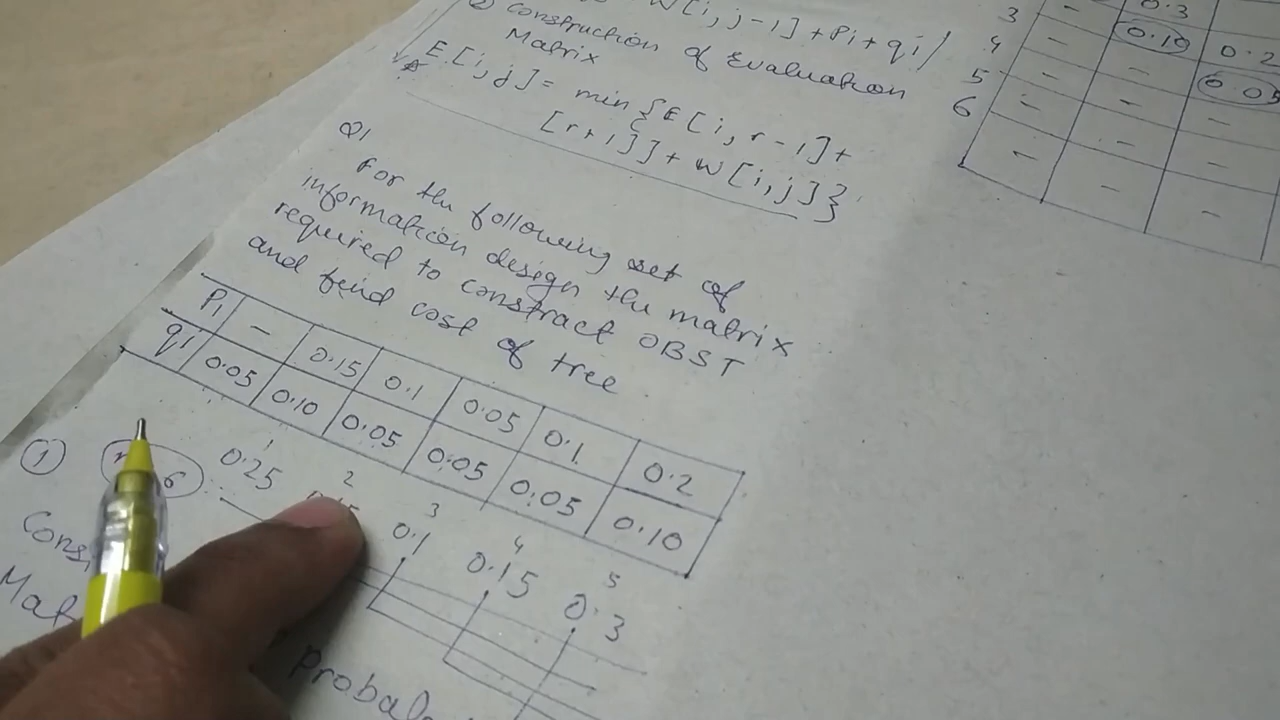 W[i, j-1] + Pi + qi /
② Construction of Evaluation
Matrix
E.[i, j] = min { E[i, r-1] +
[r+1]] + W[i, j] }
Q1
For the following set of
information design the matrix
required to constract OBST
and find cost of tree
Pi — 0.15 0.1 0.05 0.1 0.2
qi 0.05 0.10 0.05 0.05 0.05 0.10
1 2 3 4 5
0.25 0.1 0.15 0.3
① 6
Mat
Probab
3 - 0.3
4 - 0.10 0.2
5 - - 0.05
6 - - -
- - -
- -